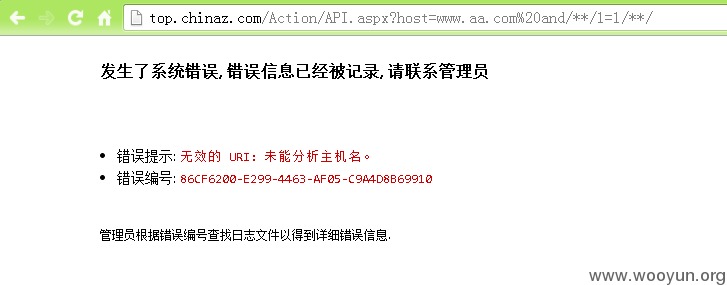 top.chinaz.com/Action/API.aspx?host=www.aa.com%20and/**/1=1/**/
发生了系统错误,错误信息已经被记录,请联系管理员
错误提示: 无效的 URI: 未能分析主机名。
错误编号: 86CF6200-E299-4463-AF05-C9A4D8B69910
管理员根据错误编号查找日志文件以得到详细错误信息.
www.wooyun.org